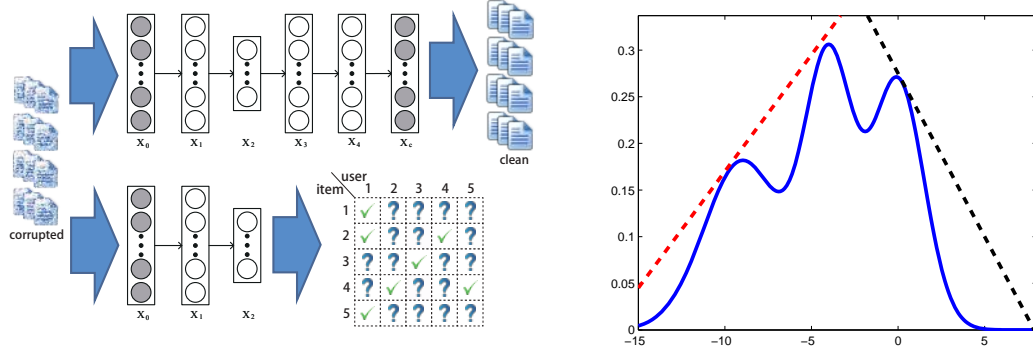 X₀ X₁ X₂ X₃ X₄ X_c
clean
corrupted
user
item 1 2 3 4 5
1 ✓ ? ? ? ?
2 ✓ ? ? ✓ ?
3 ? ? ✓ ? ?
4 ? ✓ ? ? ✓
5 ✓ ? ? ? ?
X₀ X₁ X₂
0.3
0.25
0.2
0.15
0.1
0.05
0
−15 −10 −5 0 5